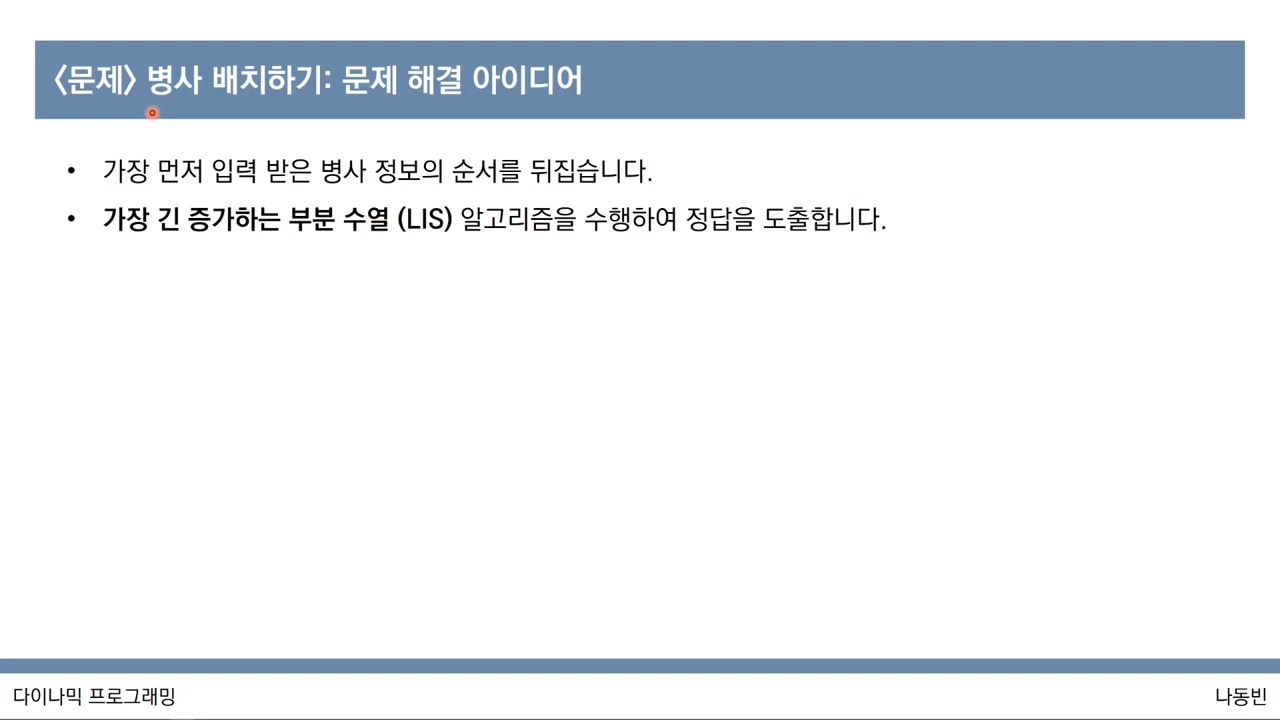 〈문제〉 병사 배치하기: 문제 해결 아이디어
• 가장 먼저 입력 받은 병사 정보의 순서를 뒤집습니다.
• 가장 긴 증가하는 부분 수열 (LIS) 알고리즘을 수행하여 정답을 도출합니다.
다이나믹 프로그래밍
나동빈